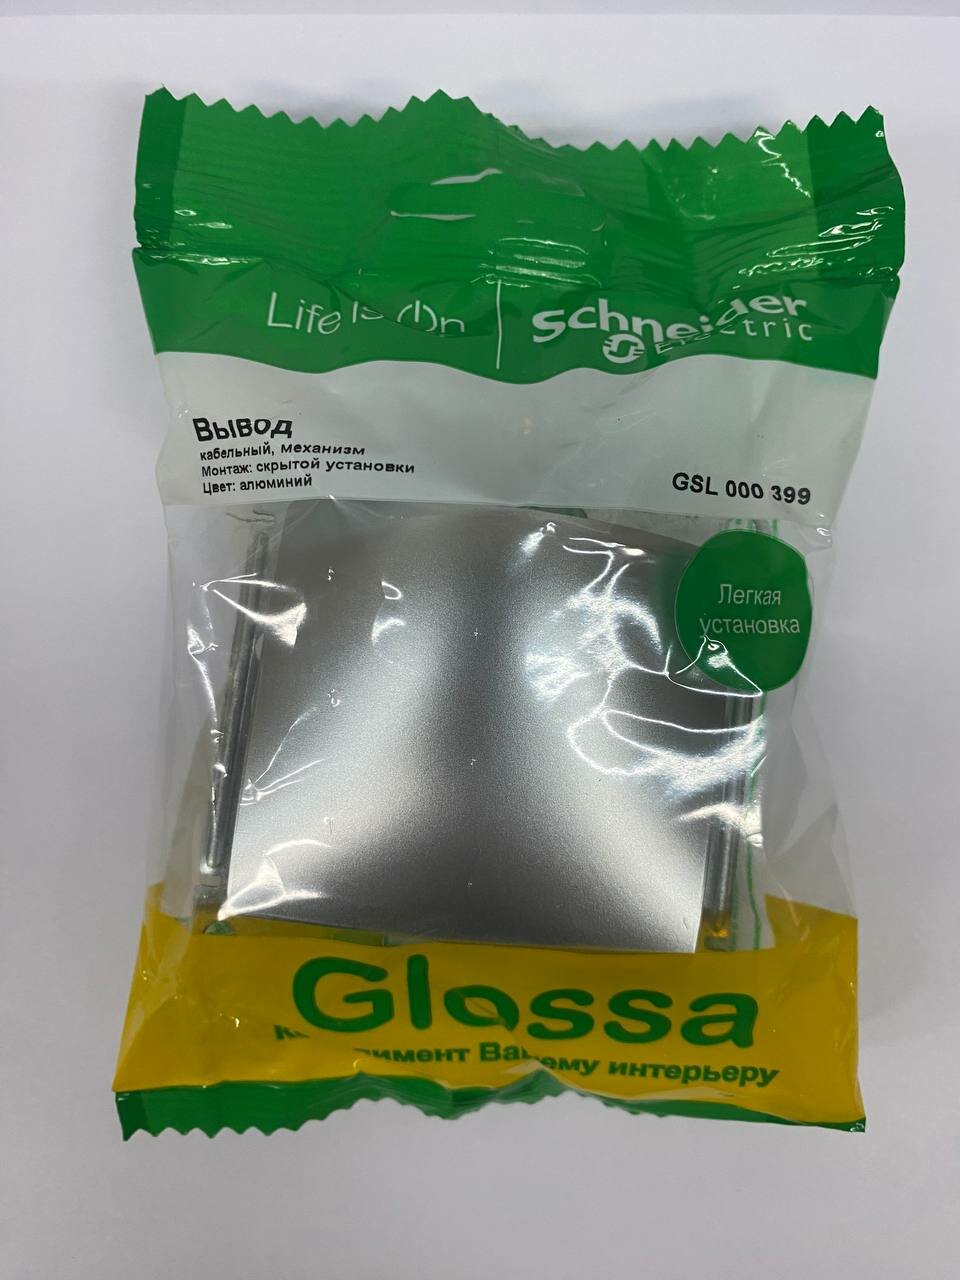 Life Is On
Schneider
Electric
Вывод
кабельный, механизм
Монтаж: скрытой установки
Цвет: алюминий
GSL 000 399
Легкая
установка
Glossa
Вашему интерьеру